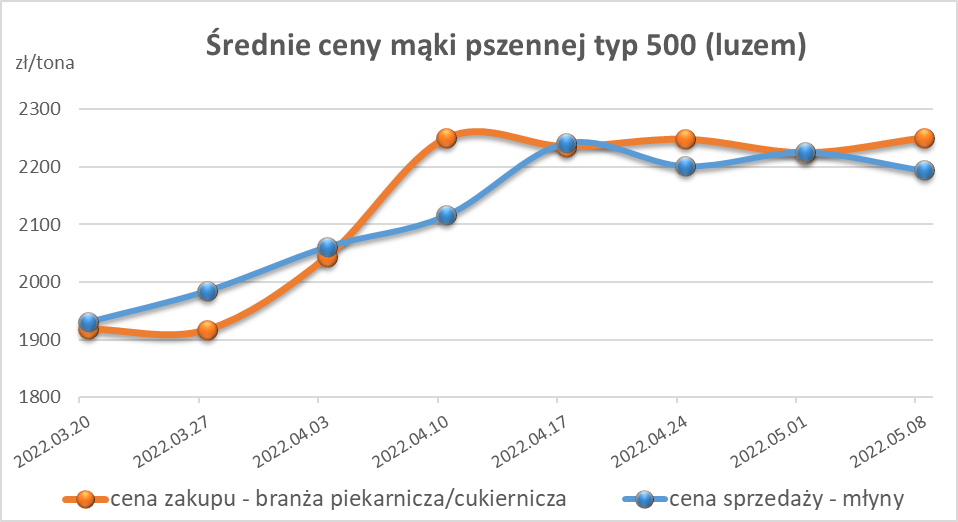 Średnie ceny mąki pszennej typ 500 (luzem)
zł/tona
2300
2200
2100
2000
1900
1800
2022.03.20 2022.03.27 2022.04.03 2022.04.10 2022.04.17 2022.04.24 2022.05.01 2022.05.08
cena zakupu - branża piekarnicza/cukiernicza cena sprzedaży - młyny